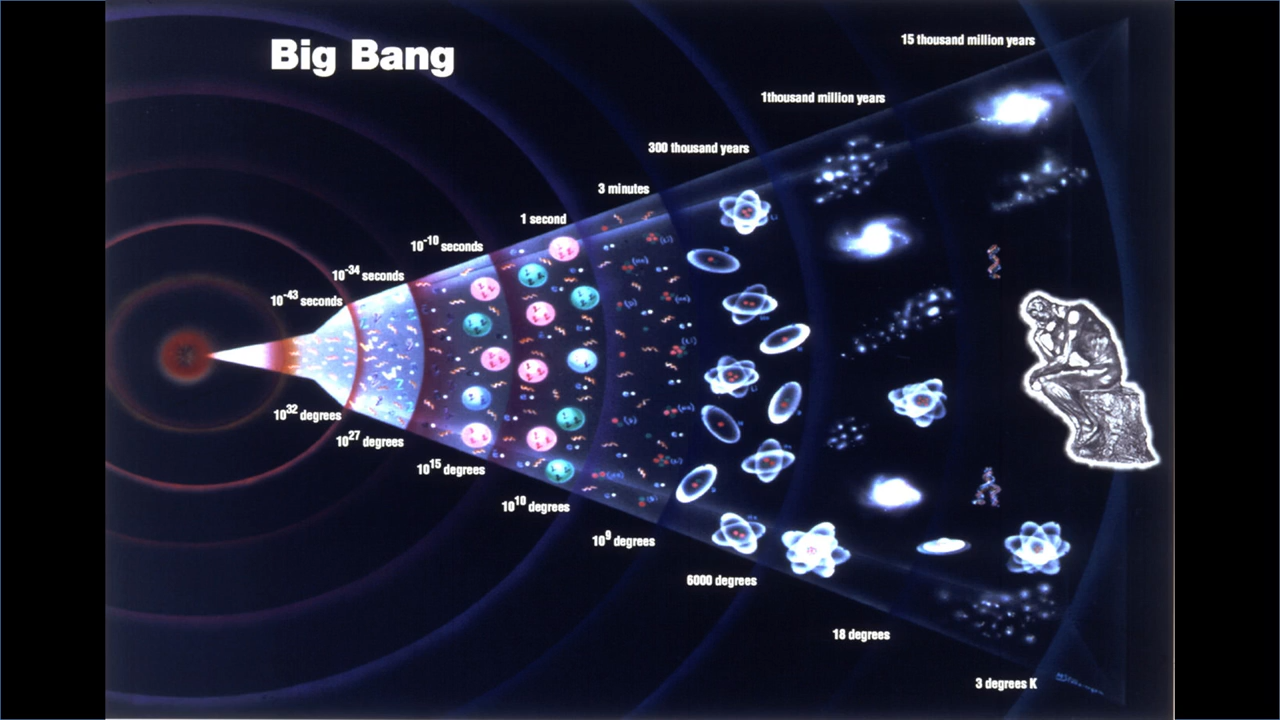 Big Bang
15 thousand million years
1thousand million years
300 thousand years
3 minutes
1 second
10-10 seconds
10-34 seconds
10-43 seconds
1032 degrees
1027 degrees
1015 degrees
1010 degrees
109 degrees
6000 degrees
18 degrees
3 degrees K